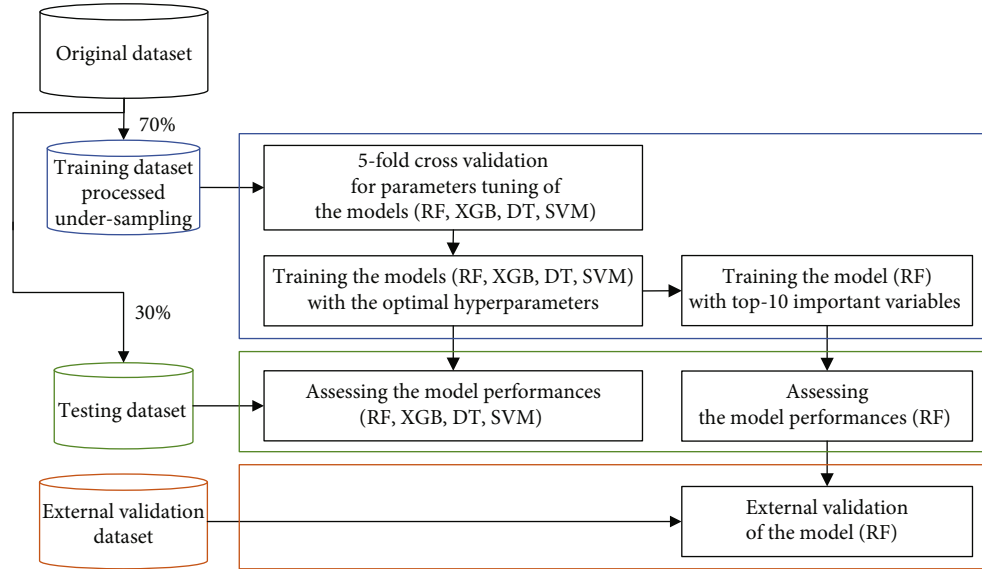 Original dataset
70%
Training dataset
processed
under-sampling
5-fold cross validation
for parameters tuning of
the models (RF, XGB, DT, SVM)
Training the models (RF, XGB, DT, SVM)
with the optimal hyperparameters
Training the model (RF)
with top-10 important variables
30%
Testing dataset
Assessing the model performances
(RF, XGB, DT, SVM)
Assessing
the model performances (RF)
External validation
dataset
External validation
of the model (RF)